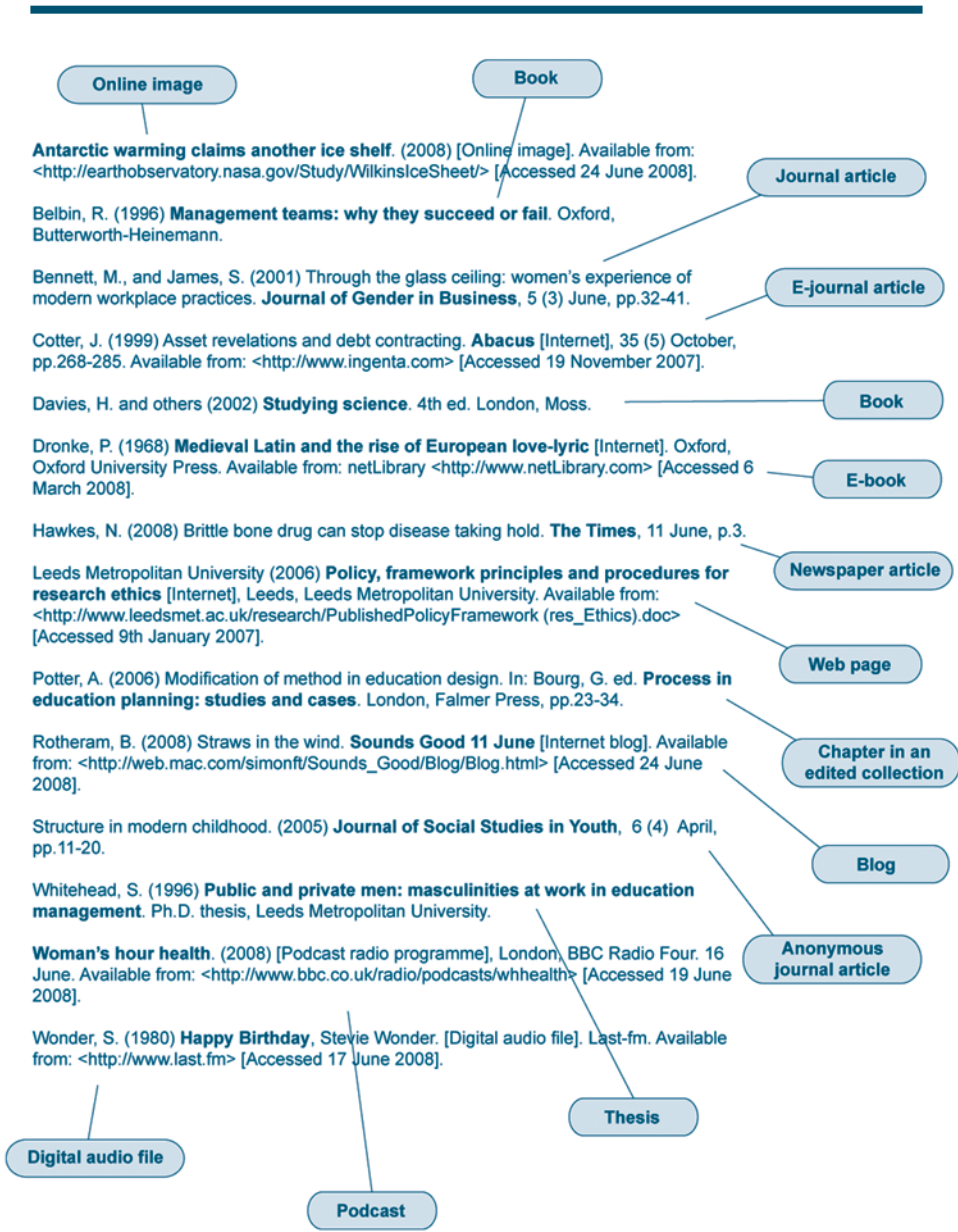 Online image
Book
Antarctic warming claims another ice shelf. (2008) [Online image]. Available from:
<http://earthobservatory.nasa.gov/Study/WilkinsIceSheet/> [Accessed 24 June 2008].
Journal article
Belbin, R. (1996) Management teams: why they succeed or fail. Oxford,
Butterworth-Heinemann.
Bennett, M., and James, S. (2001) Through the glass ceiling: women's experience of
modern workplace practices. Journal of Gender in Business, 5 (3) June, pp.32-41.
E-journal article
Cotter, J. (1999) Asset revelations and debt contracting. Abacus [Internet], 35 (5) October,
pp.268-285. Available from: <http://www.ingenta.com> [Accessed 19 November 2007].
Davies, H. and others (2002) Studying science. 4th ed. London, Moss.
Book
Dronke, P. (1968) Medieval Latin and the rise of European love-lyric [Internet]. Oxford,
Oxford University Press. Available from: netLibrary <http://www.netLibrary.com> [Accessed 6
March 2008].
E-book
Hawkes, N. (2008) Brittle bone drug can stop disease taking hold. The Times, 11 June, p.3.
Newspaper article
Leeds Metropolitan University (2006) Policy, framework principles and procedures for
research ethics [Internet], Leeds, Leeds Metropolitan University. Available from:
<http://www.leedsmet.ac.uk/research/PublishedPolicyFramework (res_Ethics).doc>
[Accessed 9th January 2007].
Web page
Potter, A. (2006) Modification of method in education design. In: Bourg, G. ed. Process in
education planning: studies and cases. London, Falmer Press, pp.23-34.
Rotheram, B. (2008) Straws in the wind. Sounds Good 11 June [Internet blog]. Available
from: <http://web.mac.com/simonft/Sounds_Good/Blog/Blog.html> [Accessed 24 June
2008].
Chapter in an
edited collection
Structure in modern childhood. (2005) Journal of Social Studies in Youth, 6 (4) April,
pp.11-20.
Blog
Whitehead, S. (1996) Public and private men: masculinities at work in education
management. Ph.D. thesis, Leeds Metropolitan University.
Woman's hour health. (2008) [Podcast radio programme], London, BBC Radio Four. 16
June. Available from: <http://www.bbc.co.uk/radio/podcasts/whhealth> [Accessed 19 June
2008].
Anonymous
journal article
Wonder, S. (1980) Happy Birthday, Stevie Wonder. [Digital audio file]. Last-fm. Available
from: <http://www.last.fm> [Accessed 17 June 2008].
Thesis
Digital audio file
Podcast